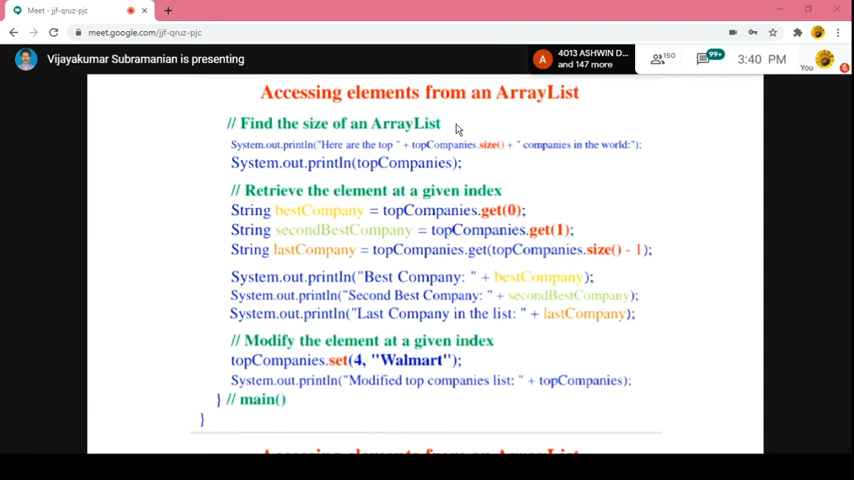 Meet - jjf-qruz-pjc
meet.google.com/jjf-qruz-pjc
Vijayakumar Subramanian is presenting
A
4013 ASHWIN D...
and 147 more
150
99+
3:40 PM
You
Accessing elements from an ArrayList
// Find the size of an ArrayList
System.out.println("Here are the top " + topCompanies.size() + " companies in the world:");
System.out.println(topCompanies);
// Retrieve the element at a given index
String bestCompany = topCompanies.get(0);
String secondBestCompany = topCompanies.get(1);
String lastCompany = topCompanies.get(topCompanies.size() - 1);
System.out.println("Best Company: " + bestCompany);
System.out.println("Second Best Company: " + secondBestCompany);
System.out.println("Last Company in the list: " + lastCompany);
// Modify the element at a given index
topCompanies.set(4, "Walmart");
System.out.println("Modified top companies list: " + topCompanies);
} // main()
}
Accessing elements from an ArrayList